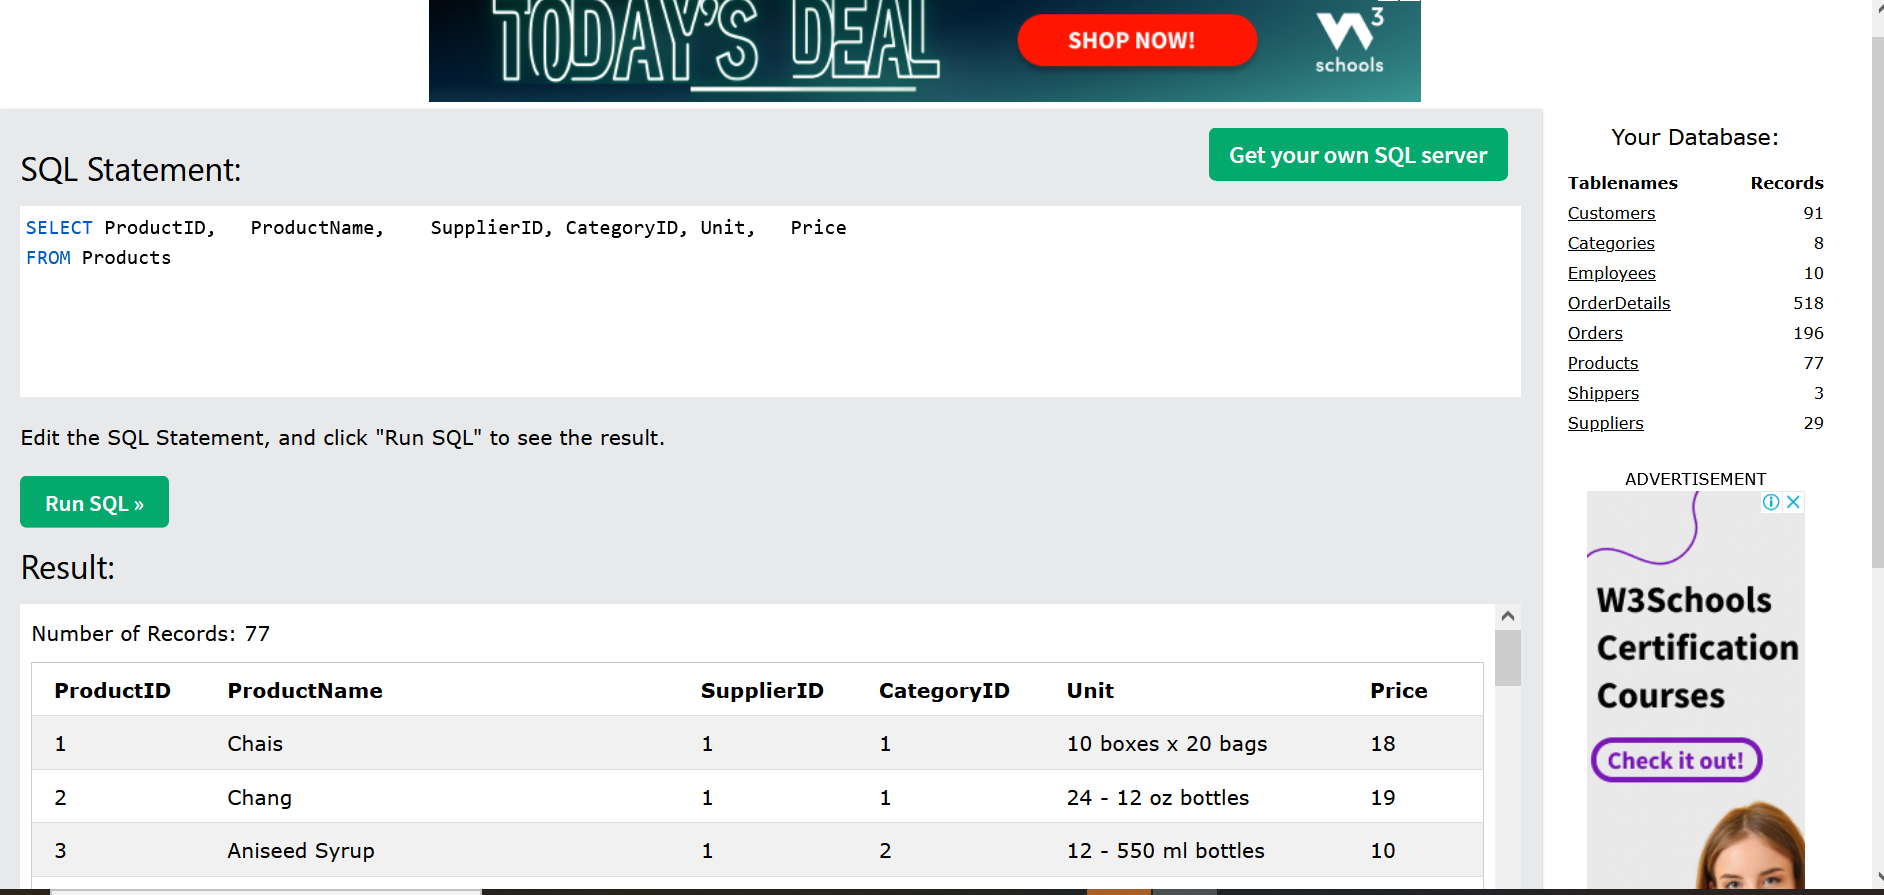 TODAY'S DEAL
SHOP NOW!
W3
schools
Get your own SQL server
SQL Statement:
SELECT ProductID, ProductName, SupplierID, CategoryID, Unit, Price
FROM Products
Edit the SQL Statement, and click "Run SQL" to see the result.
Run SQL »
Result:
Number of Records: 77
ProductID ProductName SupplierID CategoryID Unit Price
1 Chais 1 1 10 boxes x 20 bags 18
2 Chang 1 1 24 - 12 oz bottles 19
3 Aniseed Syrup 1 2 12 - 550 ml bottles 10
Your Database:
Tablenames Records
Customers 91
Categories 8
Employees 10
OrderDetails 518
Orders 196
Products 77
Shippers 3
Suppliers 29
ADVERTISEMENT
W3Schools
Certification
Courses
Check it out!